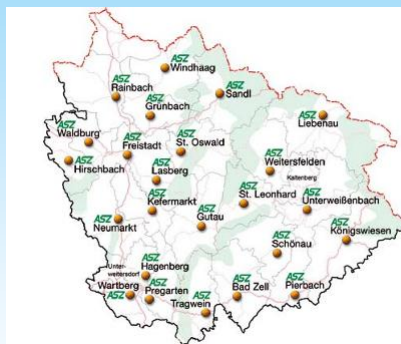 ASZ
Windhaag
ASZ
Rainbach
ASZ
Sandl
ASZ
Grünbach
ASZ
Liebenau
ASZ
Waldburg
ASZ
Freistadt
ASZ
St. Oswald
ASZ
Hirschbach
ASZ
Weitersfelden
Kaltenberg
ASZ
Lasberg
ASZ
Kefermarkt
ASZ
St. Leonhard
ASZ
Unterweißenbach
ASZ
Neumarkt
ASZ
Gutau
ASZ
Königswiesen
ASZ
Schönau
Unter-
weitersdorf
ASZ
Hagenberg
Wartberg
ASZ
ASZ
Pregarten
ASZ
Tragwein
ASZ
Bad Zell
ASZ
Pierbach